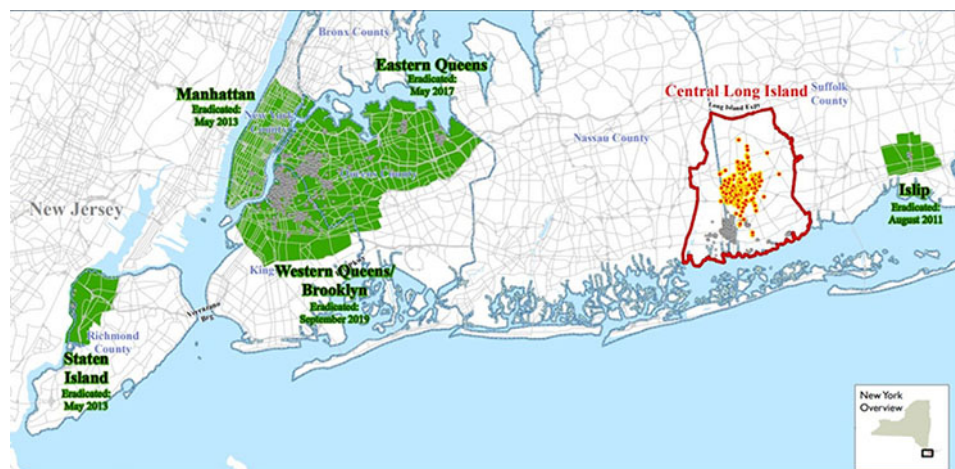 Bronx County
Eastern Queens
Eradicated:
May 2017
Manhattan
Eradicated:
May 2013
New York
County
Central Long Island
Long Island Expy
Suffolk
County
Nassau County
Queens County
New Jersey
Islip
Eradicated:
August 2011
King
Western Queens/
Brooklyn
Eradicated:
September 2019
Verrazano
Brg
Richmond
County
Staten
Island
Eradicated:
May 2013
New York
Overview